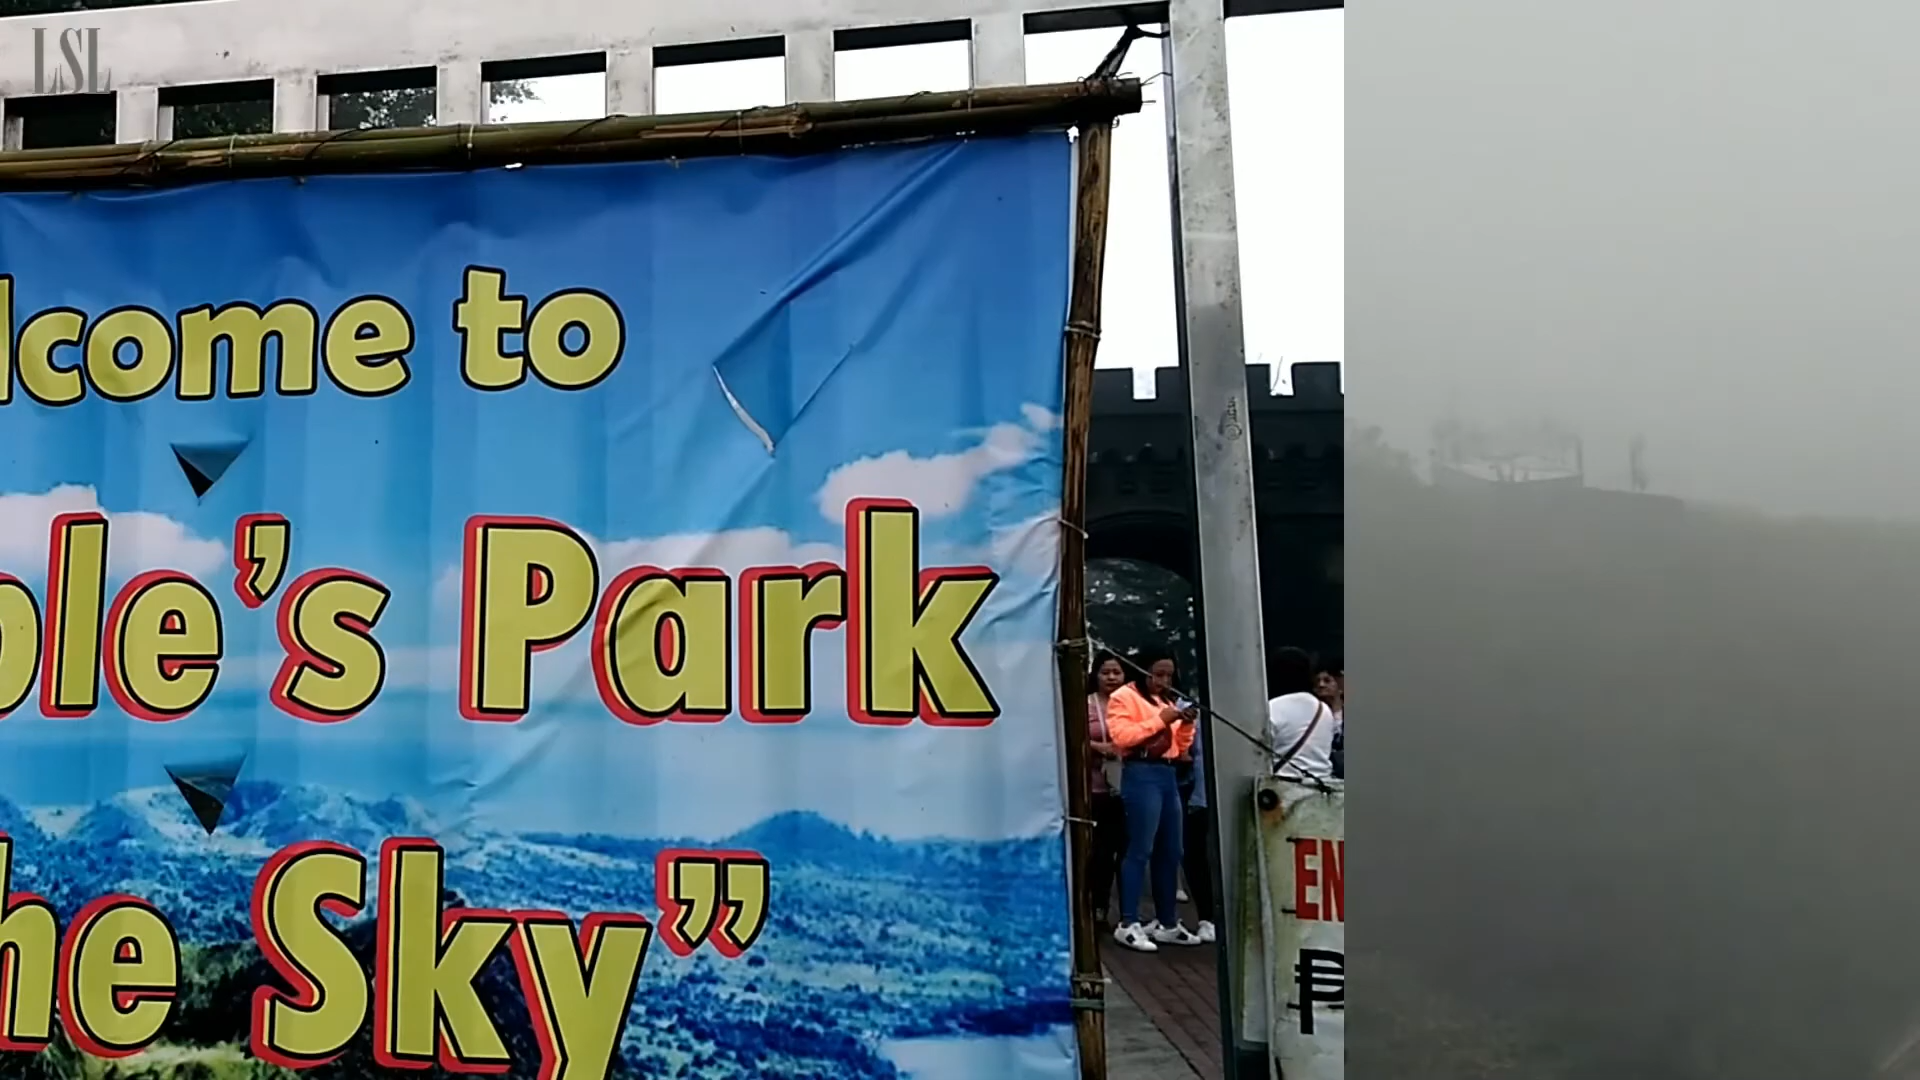 LSL
lcome to
ple's Park
he Sky”
EN
₱